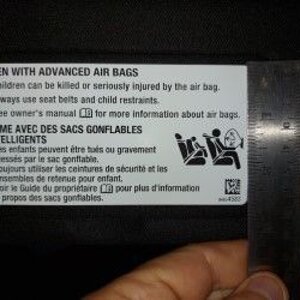 EN WITH ADVANCED AIR BAGS
hildren can be killed or seriously injured by the air bag.
ways use seat belts and child restraints.
ee owner's manual for more information about air bags.
ME AVEC DES SACS GONFLABLES
TELLIGENTS
es enfants peuvent être tués ou gravement
essés par le sac gonflable.
oujours utiliser les ceintures de sécurité et les
nsembles de retenue pour enfant.
oir le Guide du propriétaire pour plus d'information
propos des sacs gonflables.